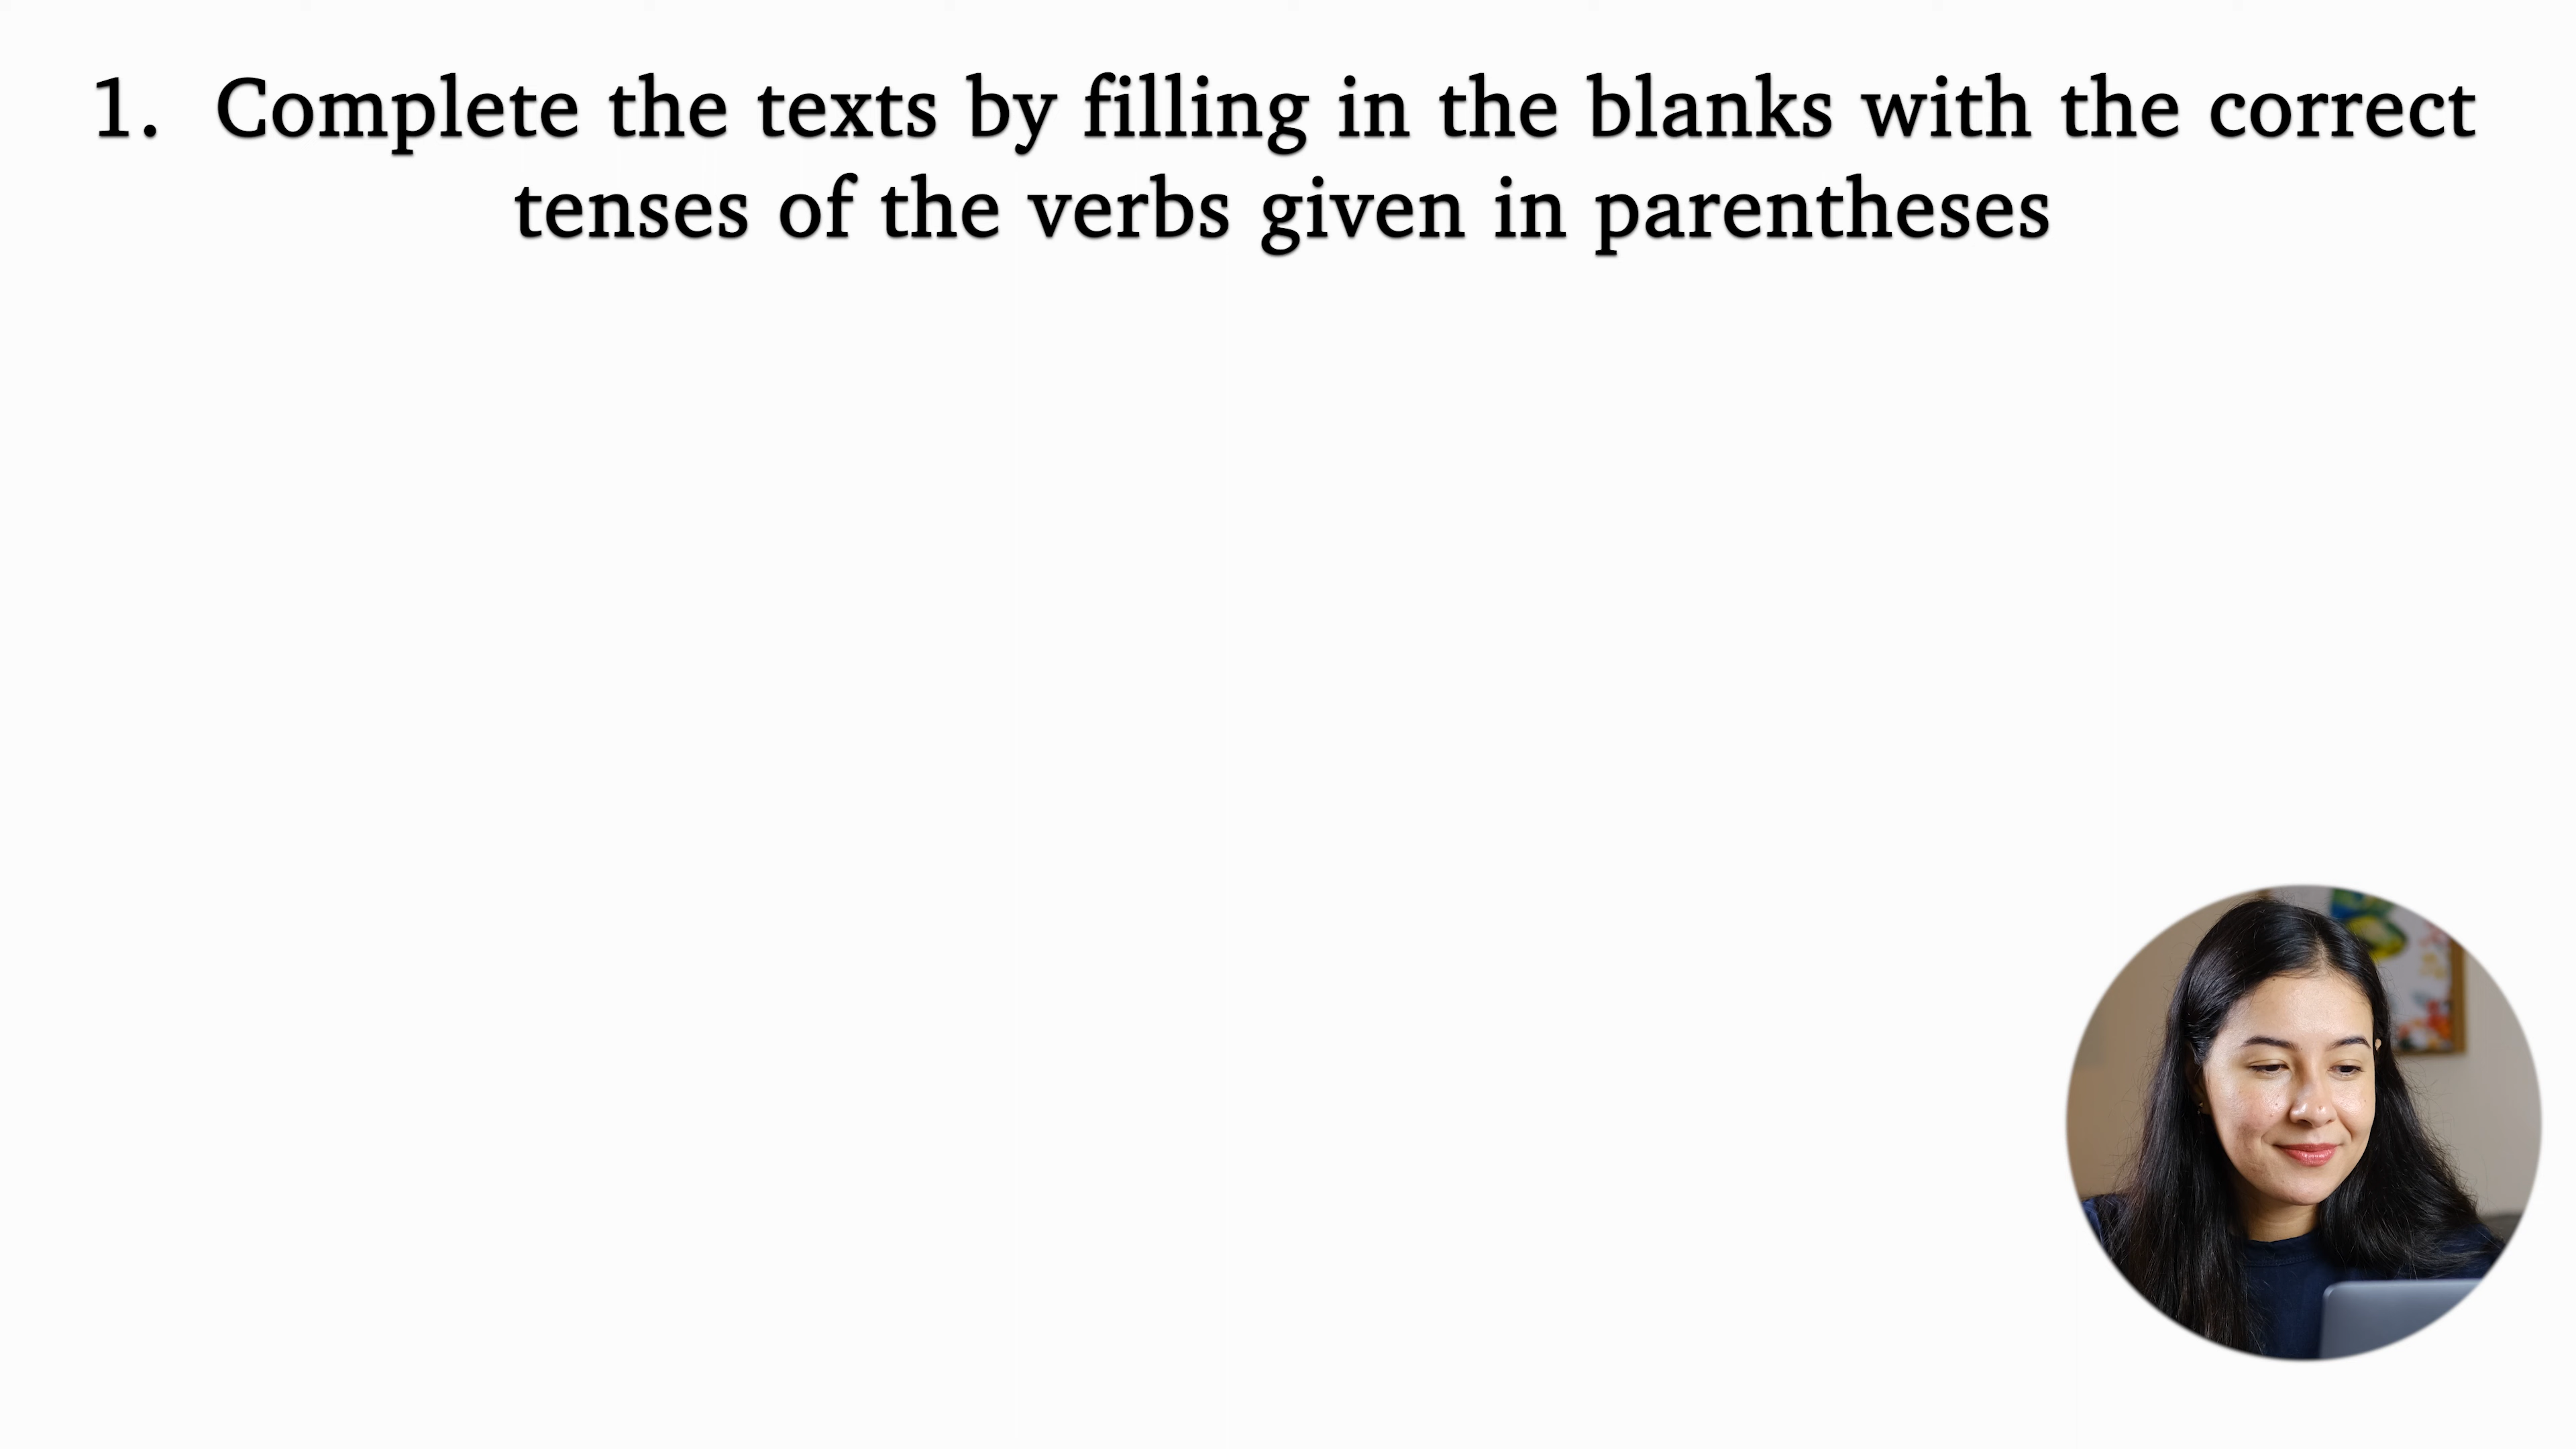 1. Complete the texts by filling in the blanks with the correct
tenses of the verbs given in parentheses